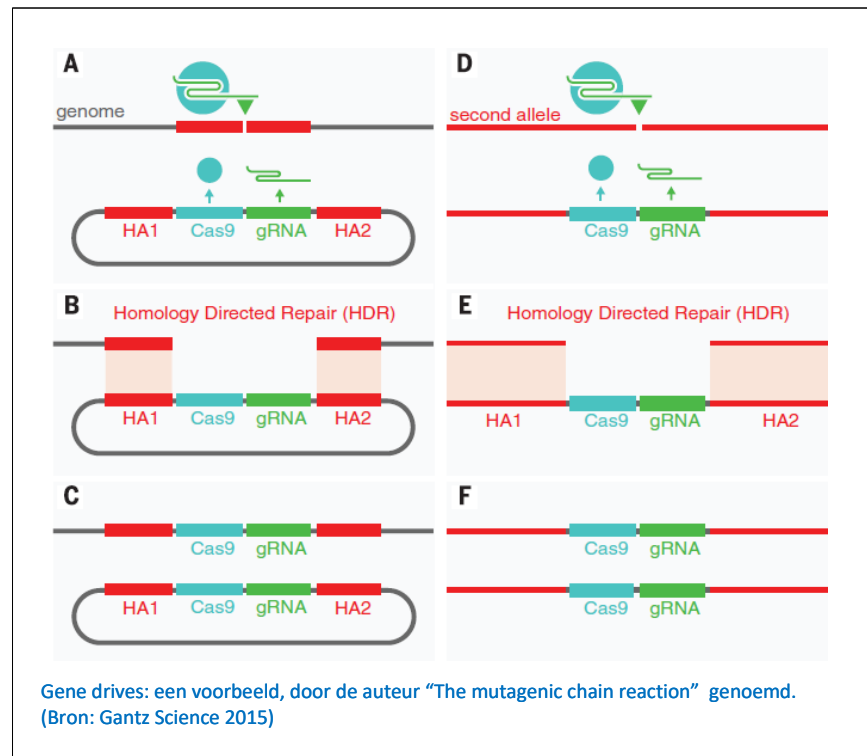 A
genome
HA1 Cas9 gRNA HA2
B
Homology Directed Repair (HDR)
HA1 Cas9 gRNA HA2
C
Cas9 gRNA
HA1 Cas9 gRNA HA2
D
second allele
Cas9 gRNA
E
Homology Directed Repair (HDR)
HA1 Cas9 gRNA HA2
F
Cas9 gRNA
Cas9 gRNA
Gene drives: een voorbeeld, door de auteur “The mutagenic chain reaction” genoemd.
(Bron: Gantz Science 2015)